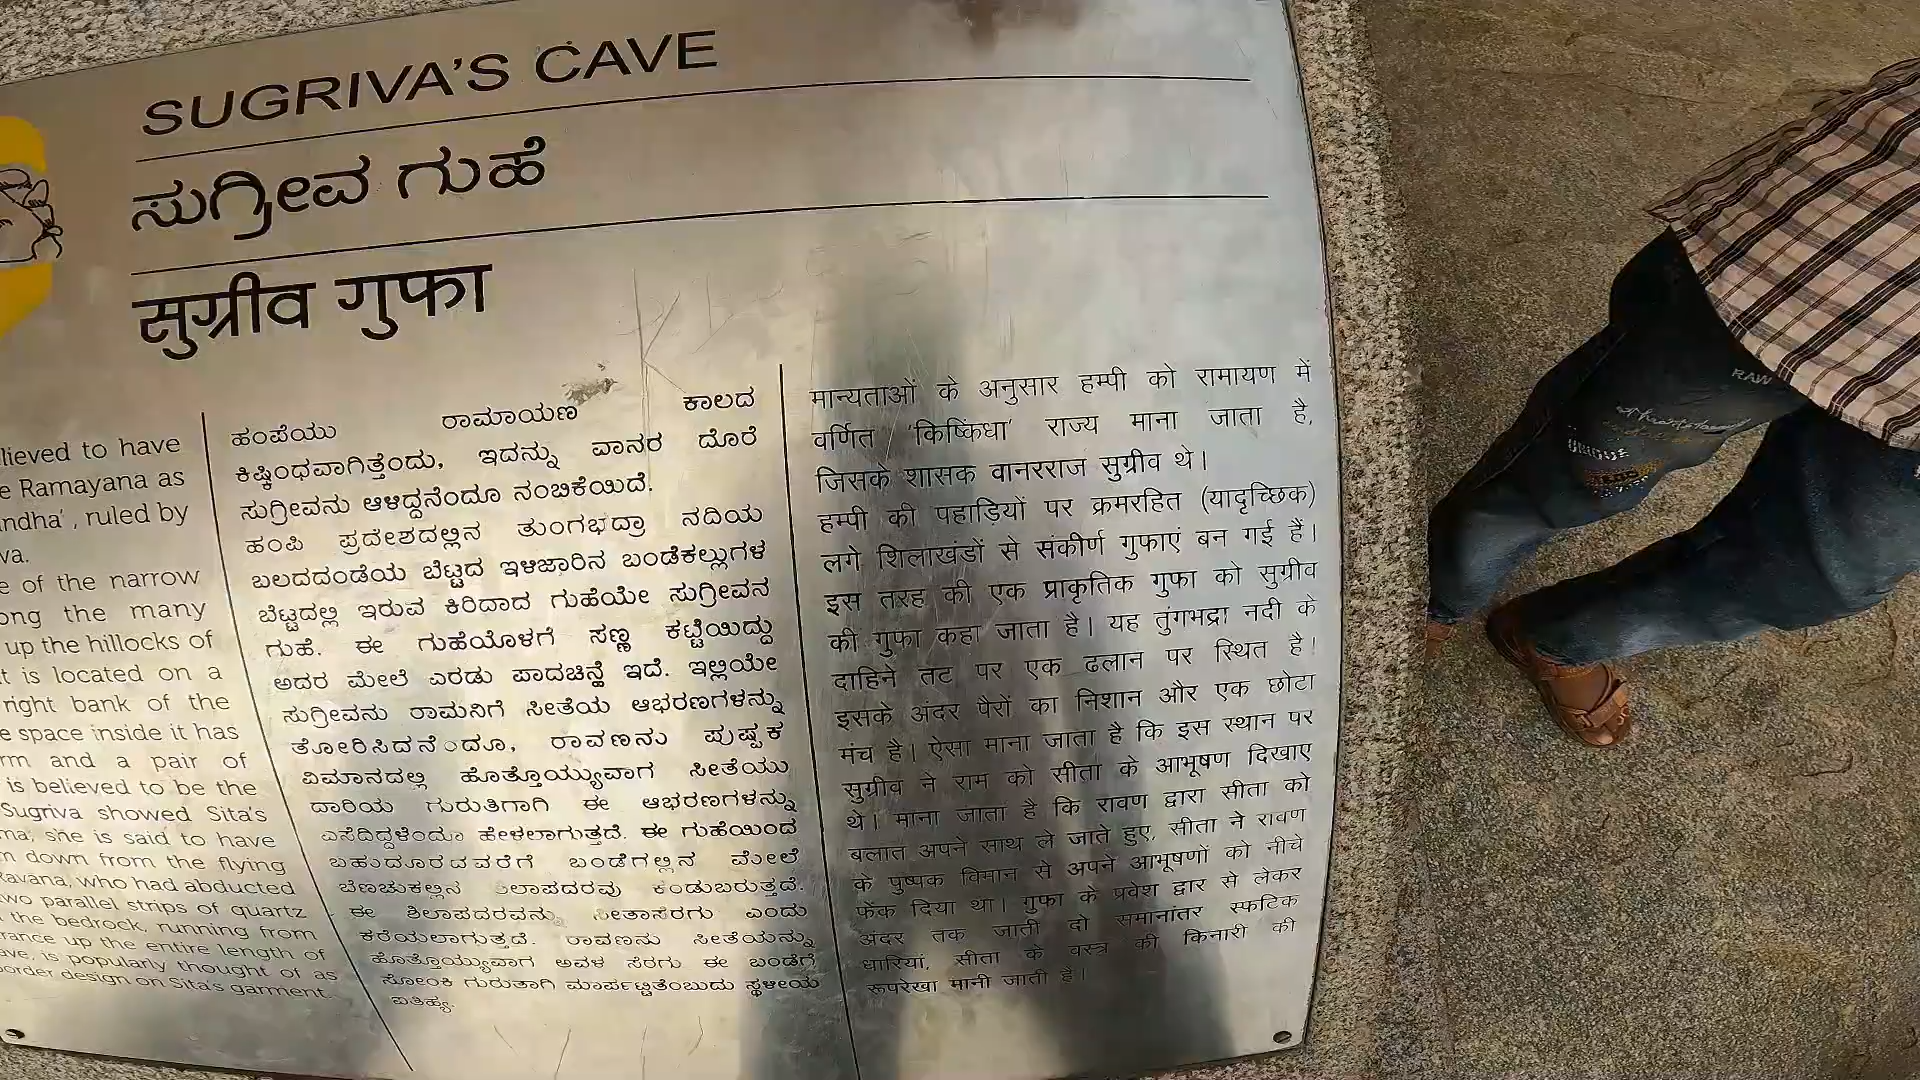 SUGRIVA'S CAVE
ಸುಗ್ರೀವ ಗುಹೆ
सुग्रीव गुफा
lieved to have
e Ramayana as
ndha', ruled by
va.
e of the narrow
ong the many
up the hillocks of
t is located on a
right bank of the
e space inside it has
rm and a pair of
is believed to be the
Sugriva showed Sita's
ma; she is said to have
n down from the flying
Ravana, who had abducted
wo parallel strips of quartz
the bedrock, running from
rance up the entire length of
ave, is popularly thought of as
border design on Sita's garment.
ಹಂಪೆಯು ರಾಮಾಯಣ ಕಾಲದ
ಕಿಷ್ಕಿಂಧವಾಗಿತ್ತೆಂದು, ಇದನ್ನು ವಾನರ ದೊರೆ
ಸುಗ್ರೀವನು ಆಳಿದ್ದನೆಂದೂ ನಂಬಿಕೆಯಿದೆ.
ಹಂಪಿ ಪ್ರದೇಶದಲ್ಲಿನ ತುಂಗಭದ್ರಾ ನದಿಯ
ಬಲದದಂಡೆಯ ಬೆಟ್ಟದ ಇಳಿಜಾರಿನ ಬಂಡೆಕಲ್ಲುಗಳ
ಬೆಟ್ಟದಲ್ಲಿ ಇರುವ ಕಿರಿದಾದ ಗುಹೆಯೇ ಸುಗ್ರೀವನ
ಗುಹೆ. ಈ ಗುಹೆಯೊಳಗೆ ಸಣ್ಣ ಕಟ್ಟೆಯಿದ್ದು
ಅದರ ಮೇಲೆ ಎರಡು ಪಾದಚಿನ್ಹೆ ಇದೆ. ಇಲ್ಲಿಯೇ
ಸುಗ್ರೀವನು ರಾಮನಿಗೆ ಸೀತೆಯ ಆಭರಣಗಳನ್ನು
ತೋರಿಸಿದನೆಂದೂ, ರಾವಣನು ಪುಷ್ಪಕ
ವಿಮಾನದಲ್ಲಿ ಹೊತ್ತೊಯ್ಯುವಾಗ ಸೀತೆಯು
ದಾರಿಯ ಗುರುತಿಗಾಗಿ ಈ ಆಭರಣಗಳನ್ನು
ಎಸೆದಿದ್ದಳೆಂದೂ ಹೇಳಲಾಗುತ್ತದೆ. ಈ ಗುಹೆಯಿಂದ
ಬಹುದೂರದವರೆಗೆ ಬಂಡೆಗಲ್ಲಿನ ಮೇಲೆ
ಬೆಣಚುಕಲ್ಲಿನ ಶಿಲಾಪದರವು ಕಂಡುಬರುತ್ತದೆ.
ಈ ಶಿಲಾಪದರವನ್ನು ಸೀತಾಸೆರಗು ಎಂದು
ಕರೆಯಲಾಗುತ್ತದೆ. ರಾವಣನು ಸೀತೆಯನ್ನು
ಹೊತ್ತೊಯ್ಯುವಾಗ ಅವಳ ಸೆರಗು ಈ ಬಂಡೆಗೆ
ಸೋಂಕಿ ಗುರುತಾಗಿ ಮಾರ್ಪಟ್ಟಿತೆಂಬುದು ಸ್ಥಳೀಯ
ಐತಿಹ್ಯ.
मान्यताओं के अनुसार हम्पी को रामायण में
वर्णित 'किष्किंधा' राज्य माना जाता है,
जिसके शासक वानरराज सुग्रीव थे।
हम्पी की पहाड़ियों पर क्रमरहित (यादृच्छिक)
लगे शिलाखंडों से संकीर्ण गुफाएं बन गई हैं।
इस तरह की एक प्राकृतिक गुफा को सुग्रीव
की गुफा कहा जाता है। यह तुंगभद्रा नदी के
दाहिने तट पर एक ढलान पर स्थित है।
इसके अंदर पैरों का निशान और एक छोटा
मंच है। ऐसा माना जाता है कि इस स्थान पर
सुग्रीव ने राम को सीता के आभूषण दिखाए
थे। माना जाता है कि रावण द्वारा सीता को
बलात अपने साथ ले जाते हुए, सीता ने रावण
के पुष्पक विमान से अपने आभूषणों को नीचे
फेंक दिया था। गुफा के प्रवेश द्वार से लेकर
अंदर तक जाती दो समानांतर स्फटिक
धारियां, सीता के वस्त्र की किनारी की
रूपरेखा मानी जाती है।
RAW
UNIQUE